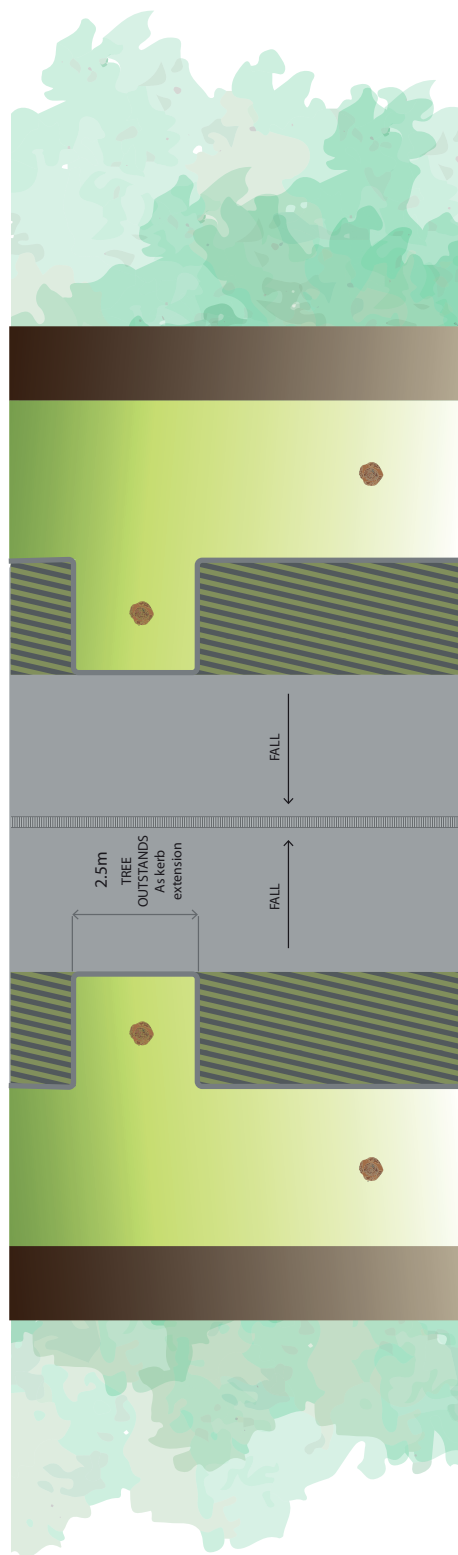 FALL
2.5m
TREE
OUTSTANDS
As kerb
extension
FALL